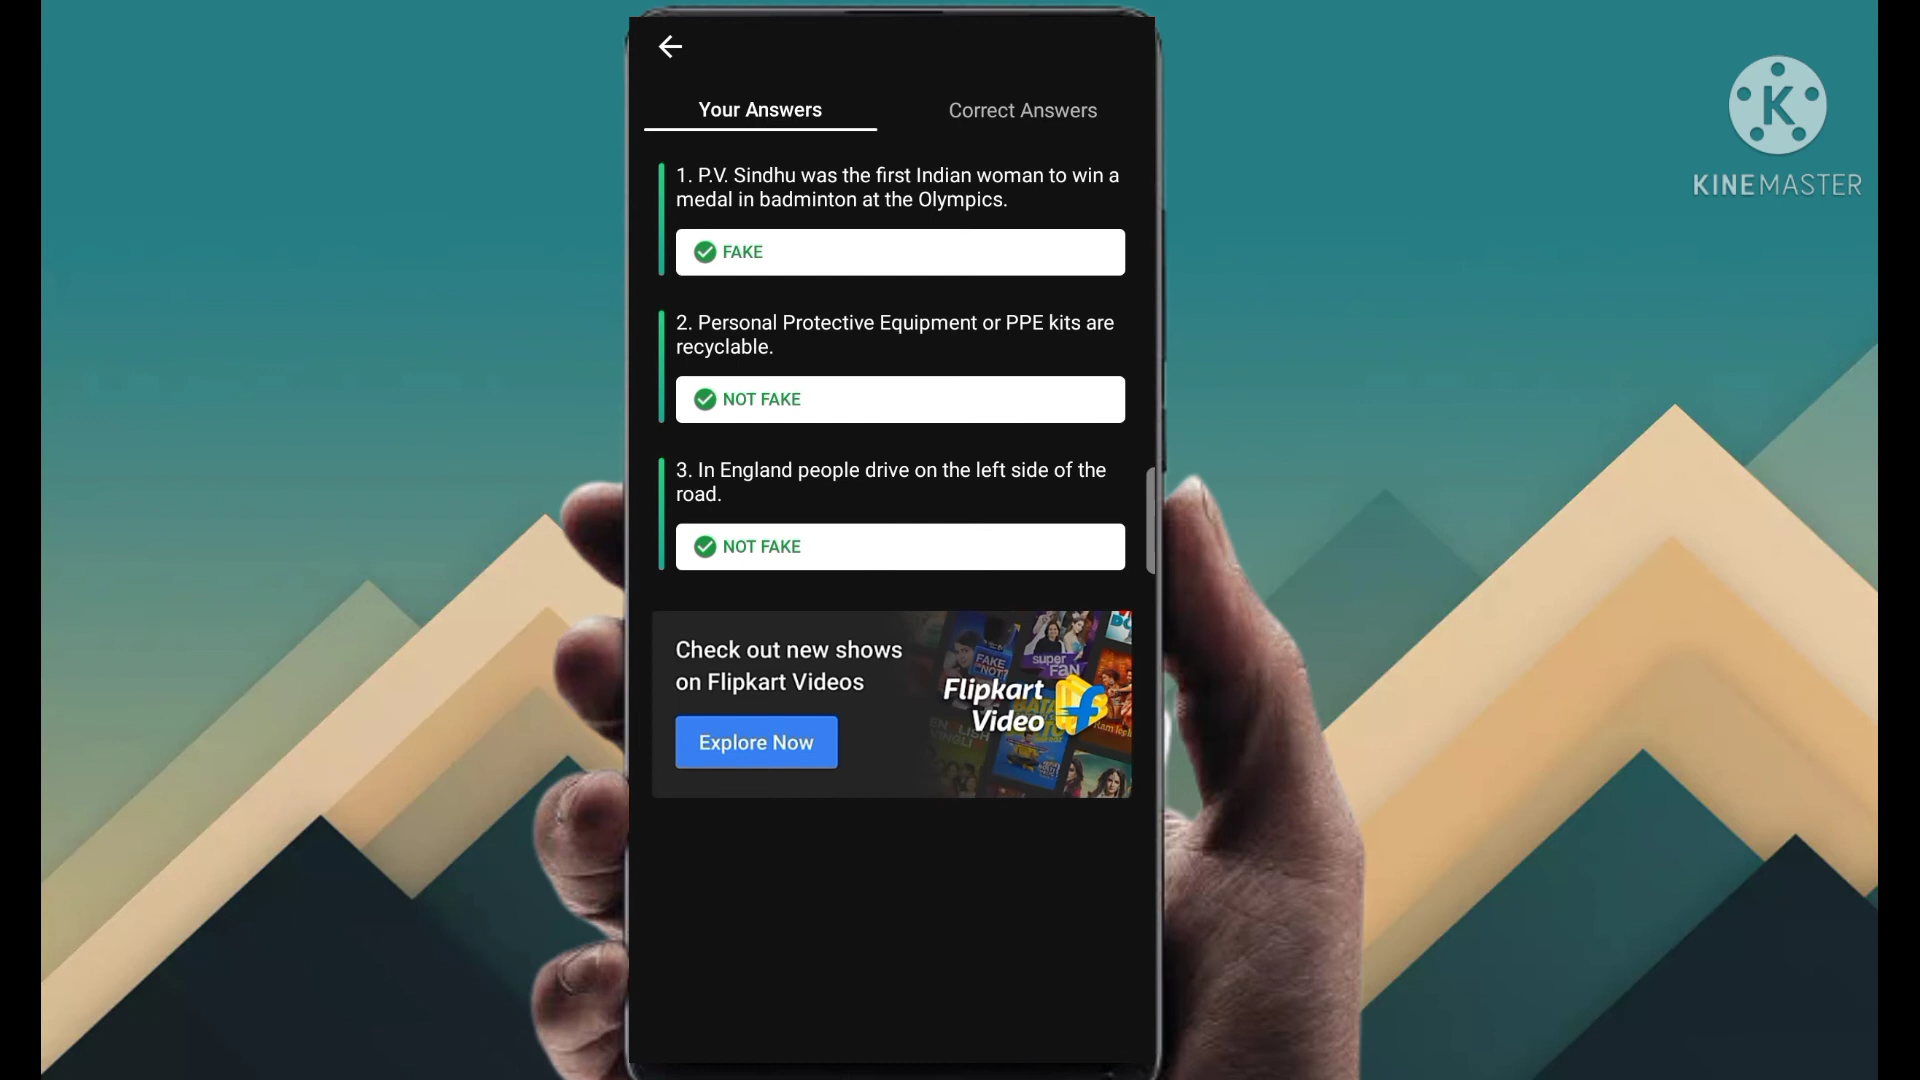 Your Answers
Correct Answers
1. P.V. Sindhu was the first Indian woman to win a
medal in badminton at the Olympics.
FAKE
2. Personal Protective Equipment or PPE kits are
recyclable.
NOT FAKE
3. In England people drive on the left side of the
road.
NOT FAKE
Check out new shows
on Flipkart Videos
Explore Now
FAKE
SUPER
FAN
Flipkart
Video
K
KINEMASTER